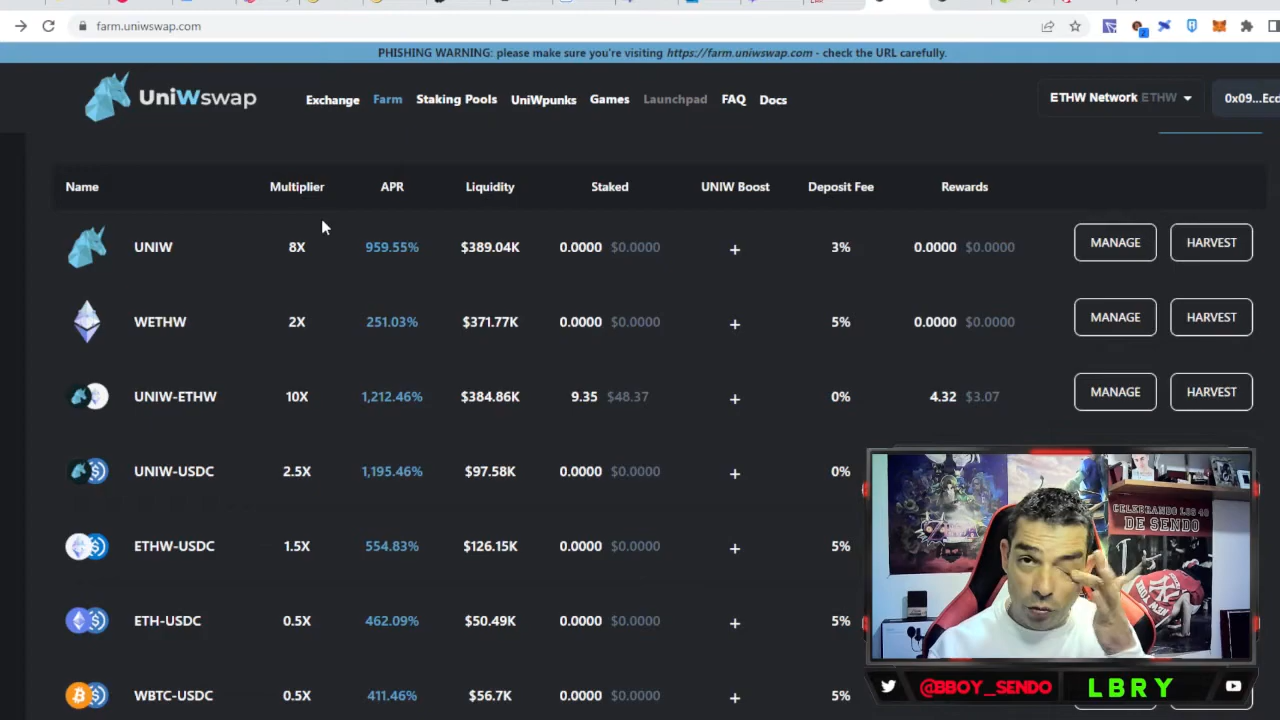 farm.uniwswap.com
PHISHING WARNING: please make sure you're visiting https://farm.uniwswap.com - check the URL carefully.
UniWswap Exchange Farm Staking Pools UniWpunks Games Launchpad FAQ Docs ETHW Network ETHW 0x09...Ecc
Name Multiplier APR Liquidity Staked UNIW Boost Deposit Fee Rewards
UNIW 8X 959.55% $389.04K 0.0000 $0.0000 + 3% 0.0000 $0.0000 MANAGE HARVEST
WETHW 2X 251.03% $371.77K 0.0000 $0.0000 + 5% 0.0000 $0.0000 MANAGE HARVEST
UNIW-ETHW 10X 1,212.46% $384.86K 9.35 $48.37 + 0% 4.32 $3.07 MANAGE HARVEST
UNIW-USDC 2.5X 1,195.46% $97.58K 0.0000 $0.0000 + 0%
ETHW-USDC 1.5X 554.83% $126.15K 0.0000 $0.0000 + 5%
ETH-USDC 0.5X 462.09% $50.49K 0.0000 $0.0000 + 5%
WBTC-USDC 0.5X 411.46% $56.7K 0.0000 $0.0000 + 5%
CELEBRANDO LOS 40
DE SENDO
@BBOY_SENDO LBRY